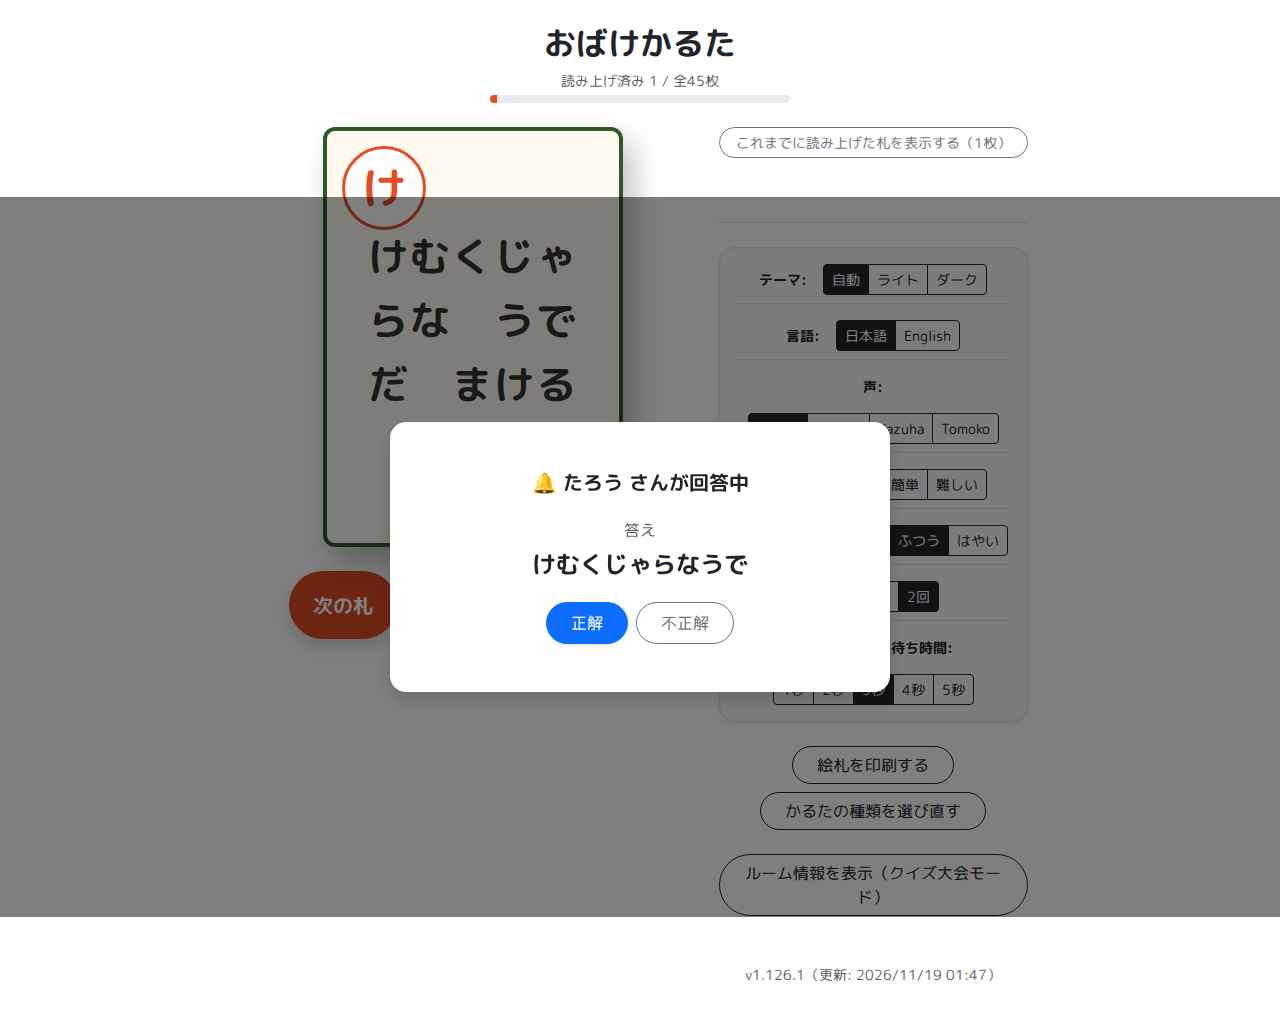 おばけかるた
読み上げ済み 1 / 全45枚
け
けむくじゃ
らな　うで
だ　まける
次の札
これまでに読み上げた札を表示する（1枚）
テーマ: 自動 ライト ダーク
言語: 日本語 English
声:
azuha Tomoko
簡単 難しい
ふつう はやい
2回
待ち時間:
4秒 5秒
🔔 たろう さんが回答中
答え
けむくじゃらなうで
正解 不正解
絵札を印刷する
かるたの種類を選び直す
ルーム情報を表示（クイズ大会モー
ド）
v1.126.1（更新: 2026/11/19 01:47）